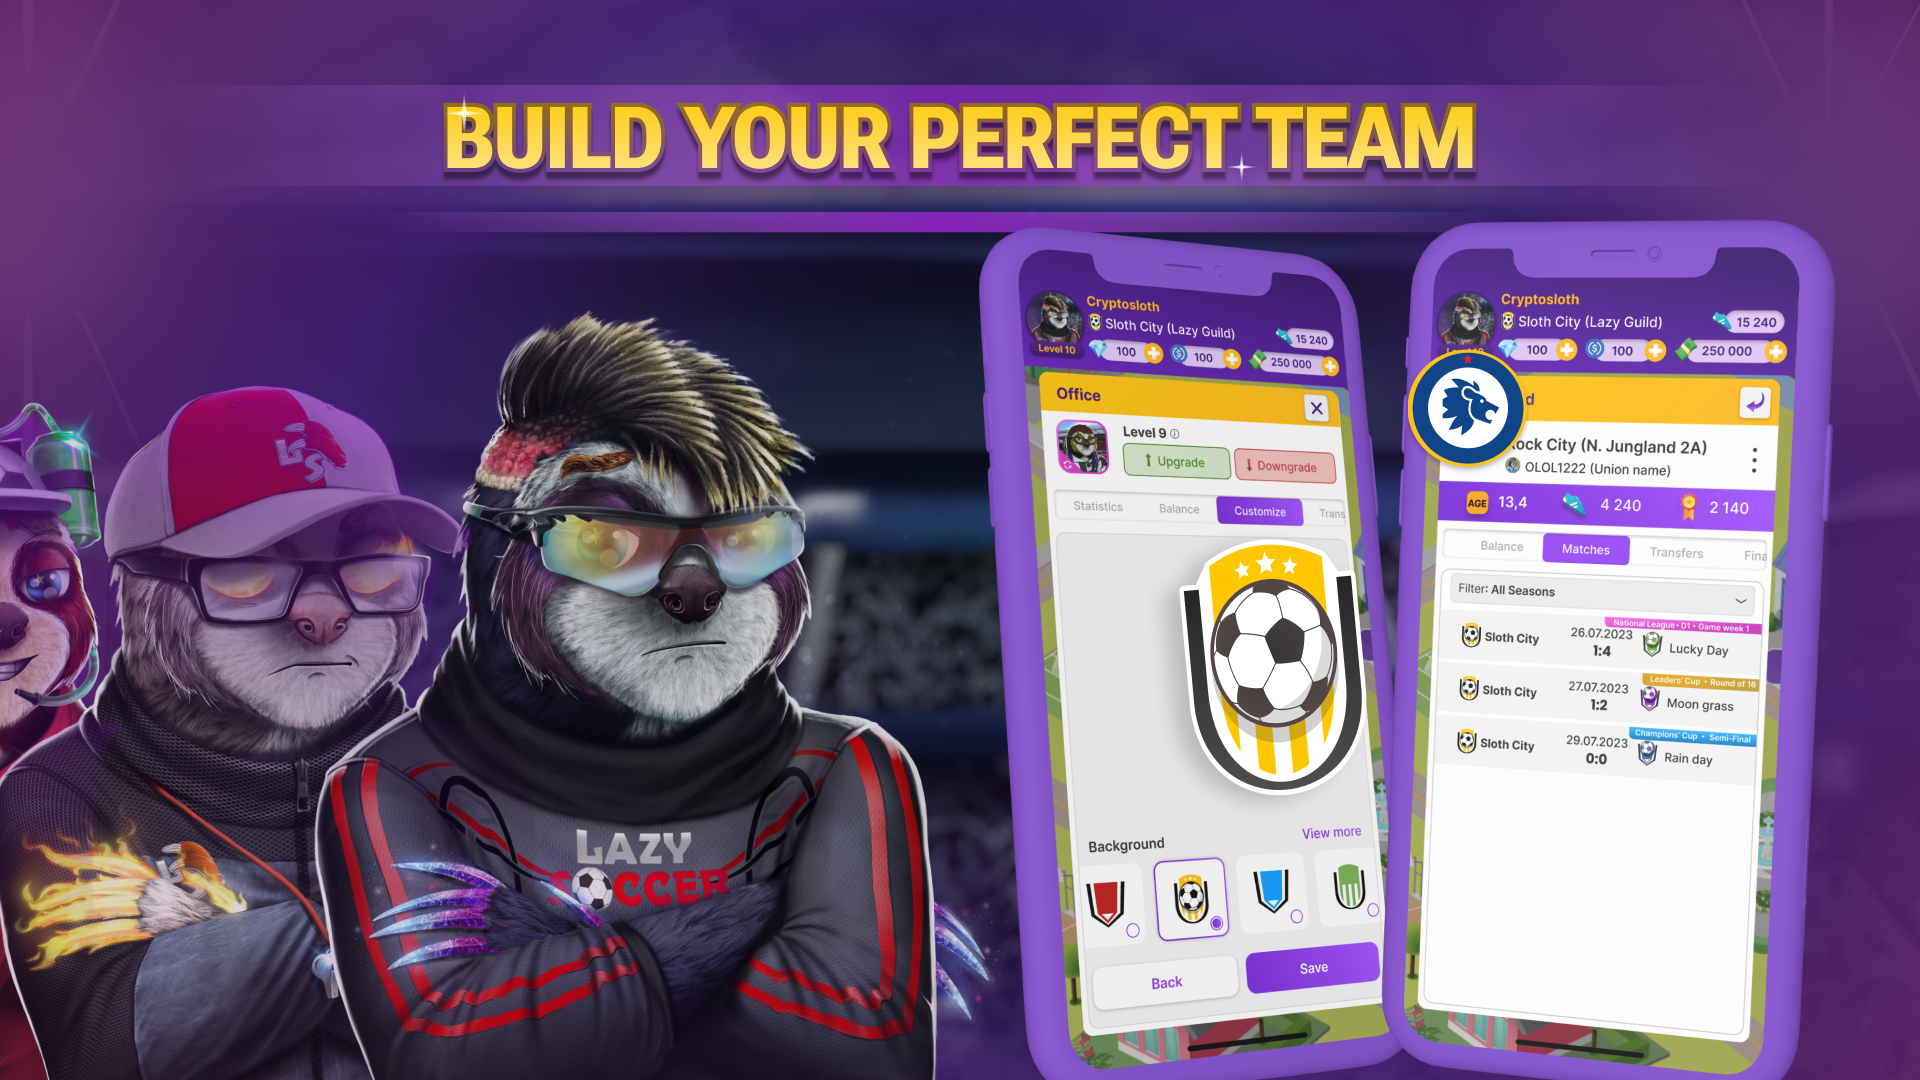 BUILD YOUR PERFECT TEAM
LS
LAZY
SOCCER
Cryptosloth
Sloth City (Lazy Guild)
15 240
Level 10
100
100
250 000
Office
Level 9
Upgrade
Downgrade
Statistics
Balance
Customize
Trans
Background
View more
Back
Save
Cryptosloth
Sloth City (Lazy Guild)
15 240
100
100
250 000
d
ock City (N. Jungland 2A)
OLOL1222 (Union name)
AGE
13,4
4 240
2 140
Balance
Matches
Transfers
Fina
Filter: All Seasons
National League • D1 • Game week 1
Sloth City
26.07.2023
1:4
Lucky Day
Leaders' Cup • Round of 16
Sloth City
27.07.2023
1:2
Moon grass
Champions' Cup • Semi-Final
Sloth City
29.07.2023
0:0
Rain day